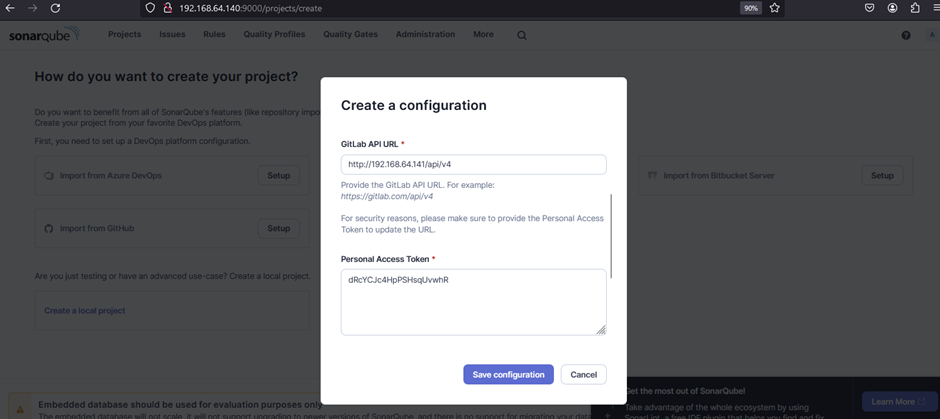 192.168.64.140:9000/projects/create
90%
sonarqube
Projects Issues Rules Quality Profiles Quality Gates Administration More
A
How do you want to create your project?
Do you want to benefit from all of SonarQube's features (like repository impo
Create your project from your favorite DevOps platform.
First, you need to set up a DevOps platform configuration.
Import from Azure DevOps Setup
Import from Bitbucket Server Setup
Import from GitHub Setup
Are you just testing or have an advanced use-case? Create a local project.
Create a local project
Create a configuration
GitLab API URL *
http://192.168.64.141/api/v4
Provide the GitLab API URL. For example:
https://gitlab.com/api/v4
For security reasons, please make sure to provide the Personal Access
Token to update the URL.
Personal Access Token *
dRcYCJc4HpPSHsqUvwhR
Save configuration Cancel
Embedded database should be used for evaluation purposes only
The embedded database will not scale, it will not support upgrading to newer versions of SonarQube, and there is no support for migrating your data
Get the most out of SonarQube!
Take advantage of the whole ecosystem by using
SonarLint, a free IDE plugin that helps you find and fix
Learn More